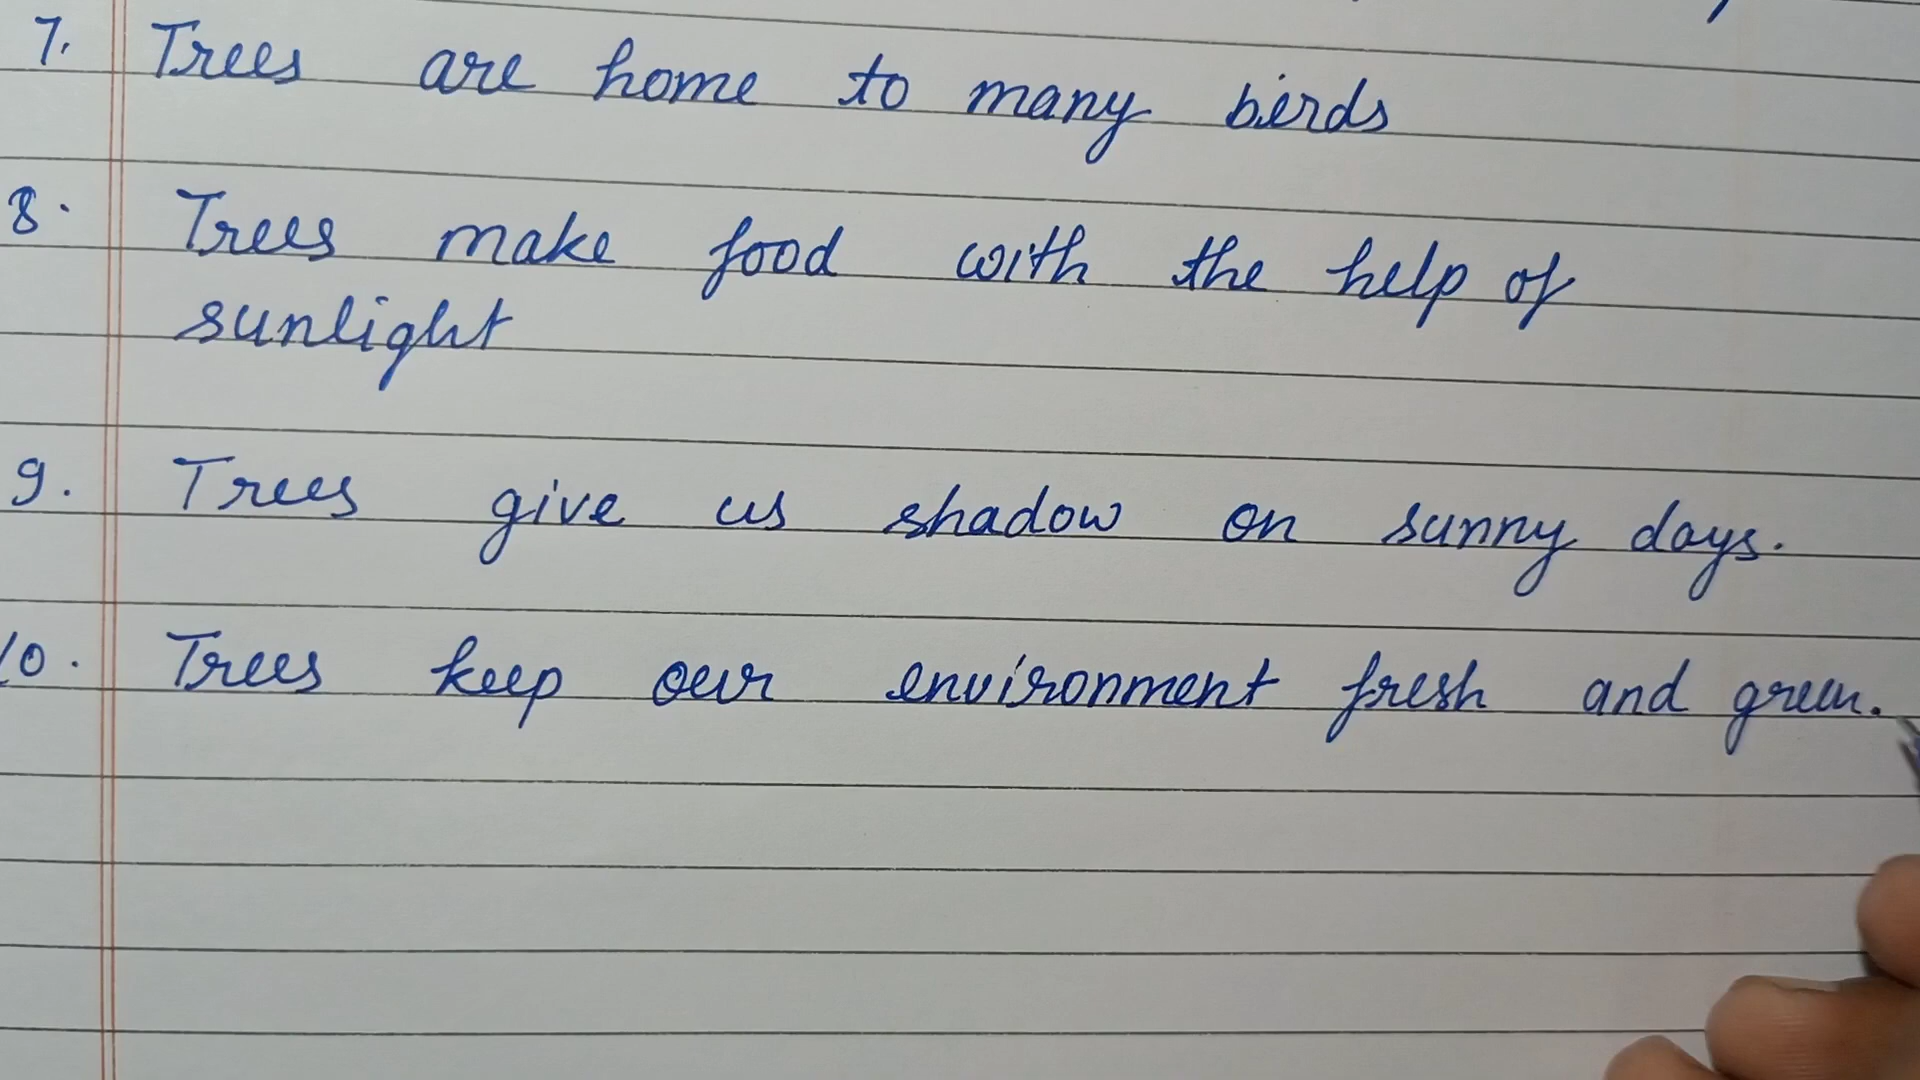 7. Trees are home to many birds
8. Trees make food with the help of
sunlight
9. Trees give us shadow on sunny days.
10. Trees keep our environment fresh and green.